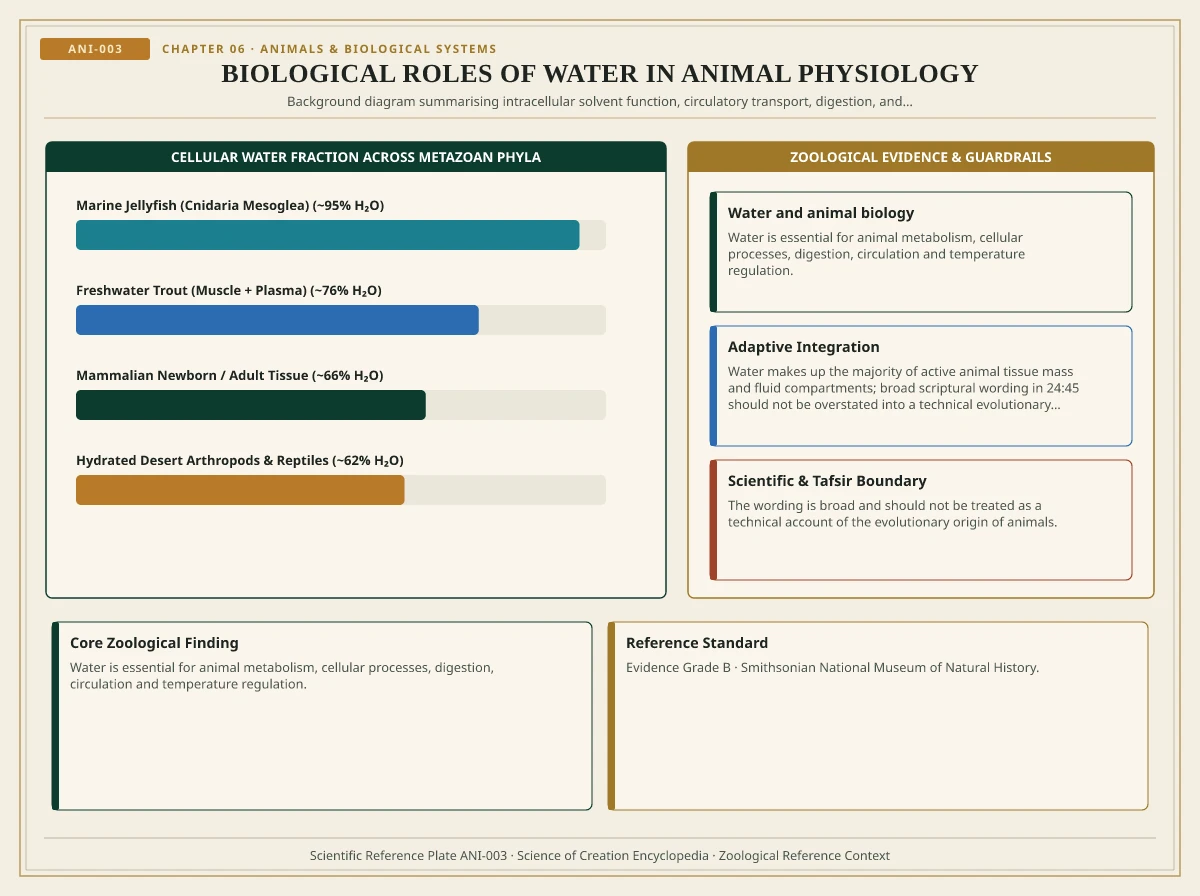 ANI-003
CHAPTER 06 · ANIMALS & BIOLOGICAL SYSTEMS
BIOLOGICAL ROLES OF WATER IN ANIMAL PHYSIOLOGY
Background diagram summarising intracellular solvent function, circulatory transport, digestion, and...
CELLULAR WATER FRACTION ACROSS METAZOAN PHYLA
Marine Jellyfish (Cnidaria Mesoglea) (~95% H₂O)
Freshwater Trout (Muscle + Plasma) (~76% H₂O)
Mammalian Newborn / Adult Tissue (~66% H₂O)
Hydrated Desert Arthropods & Reptiles (~62% H₂O)
ZOOLOGICAL EVIDENCE & GUARDRAILS
Water and animal biology
Water is essential for animal metabolism, cellular
processes, digestion, circulation and temperature
regulation.
Adaptive Integration
Water makes up the majority of active animal tissue mass
and fluid compartments; broad scriptural wording in 24:45
should not be overstated into a technical evolutionary...
Scientific & Tafsir Boundary
The wording is broad and should not be treated as a
technical account of the evolutionary origin of animals.
Core Zoological Finding
Water is essential for animal metabolism, cellular processes, digestion,
circulation and temperature regulation.
Reference Standard
Evidence Grade B · Smithsonian National Museum of Natural History.
Scientific Reference Plate ANI-003 · Science of Creation Encyclopedia · Zoological Reference Context